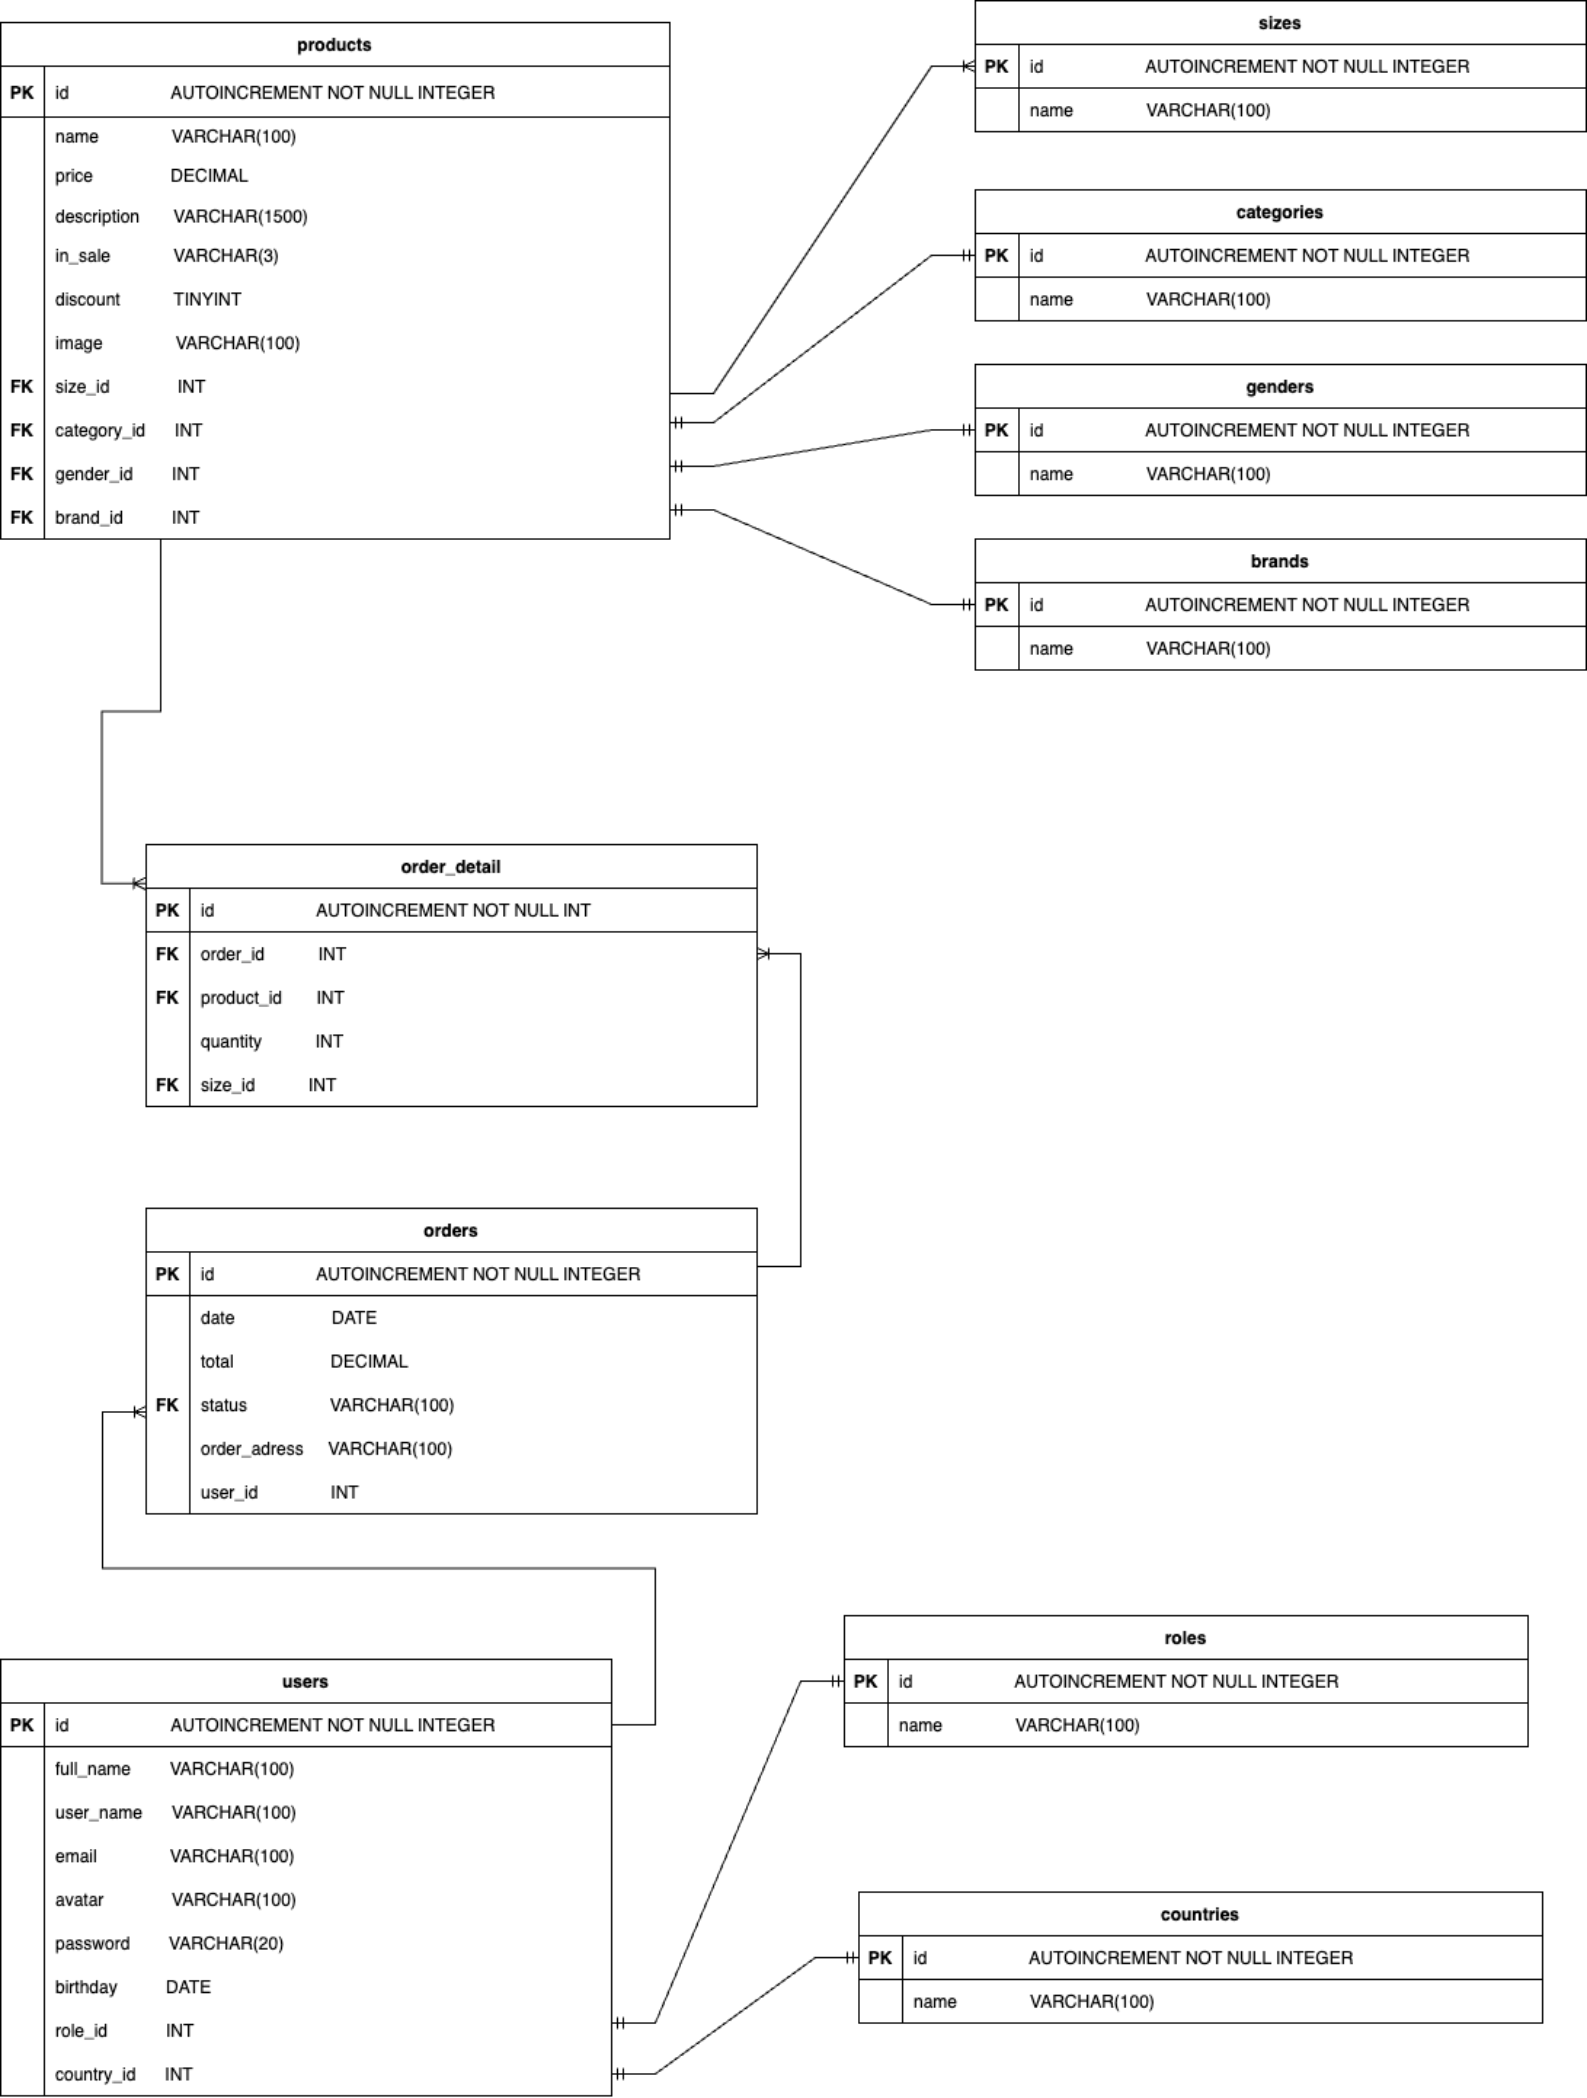 products
PK id AUTOINCREMENT NOT NULL INTEGER
name VARCHAR(100)
price DECIMAL
description VARCHAR(1500)
in_sale VARCHAR(3)
discount TINYINT
image VARCHAR(100)
FK size_id INT
FK category_id INT
FK gender_id INT
FK brand_id INT
sizes
PK id AUTOINCREMENT NOT NULL INTEGER
name VARCHAR(100)
categories
PK id AUTOINCREMENT NOT NULL INTEGER
name VARCHAR(100)
genders
PK id AUTOINCREMENT NOT NULL INTEGER
name VARCHAR(100)
brands
PK id AUTOINCREMENT NOT NULL INTEGER
name VARCHAR(100)
order_detail
PK id AUTOINCREMENT NOT NULL INT
FK order_id INT
FK product_id INT
quantity INT
FK size_id INT
orders
PK id AUTOINCREMENT NOT NULL INTEGER
date DATE
total DECIMAL
FK status VARCHAR(100)
order_adress VARCHAR(100)
user_id INT
users
PK id AUTOINCREMENT NOT NULL INTEGER
full_name VARCHAR(100)
user_name VARCHAR(100)
email VARCHAR(100)
avatar VARCHAR(100)
password VARCHAR(20)
birthday DATE
role_id INT
country_id INT
roles
PK id AUTOINCREMENT NOT NULL INTEGER
name VARCHAR(100)
countries
PK id AUTOINCREMENT NOT NULL INTEGER
name VARCHAR(100)